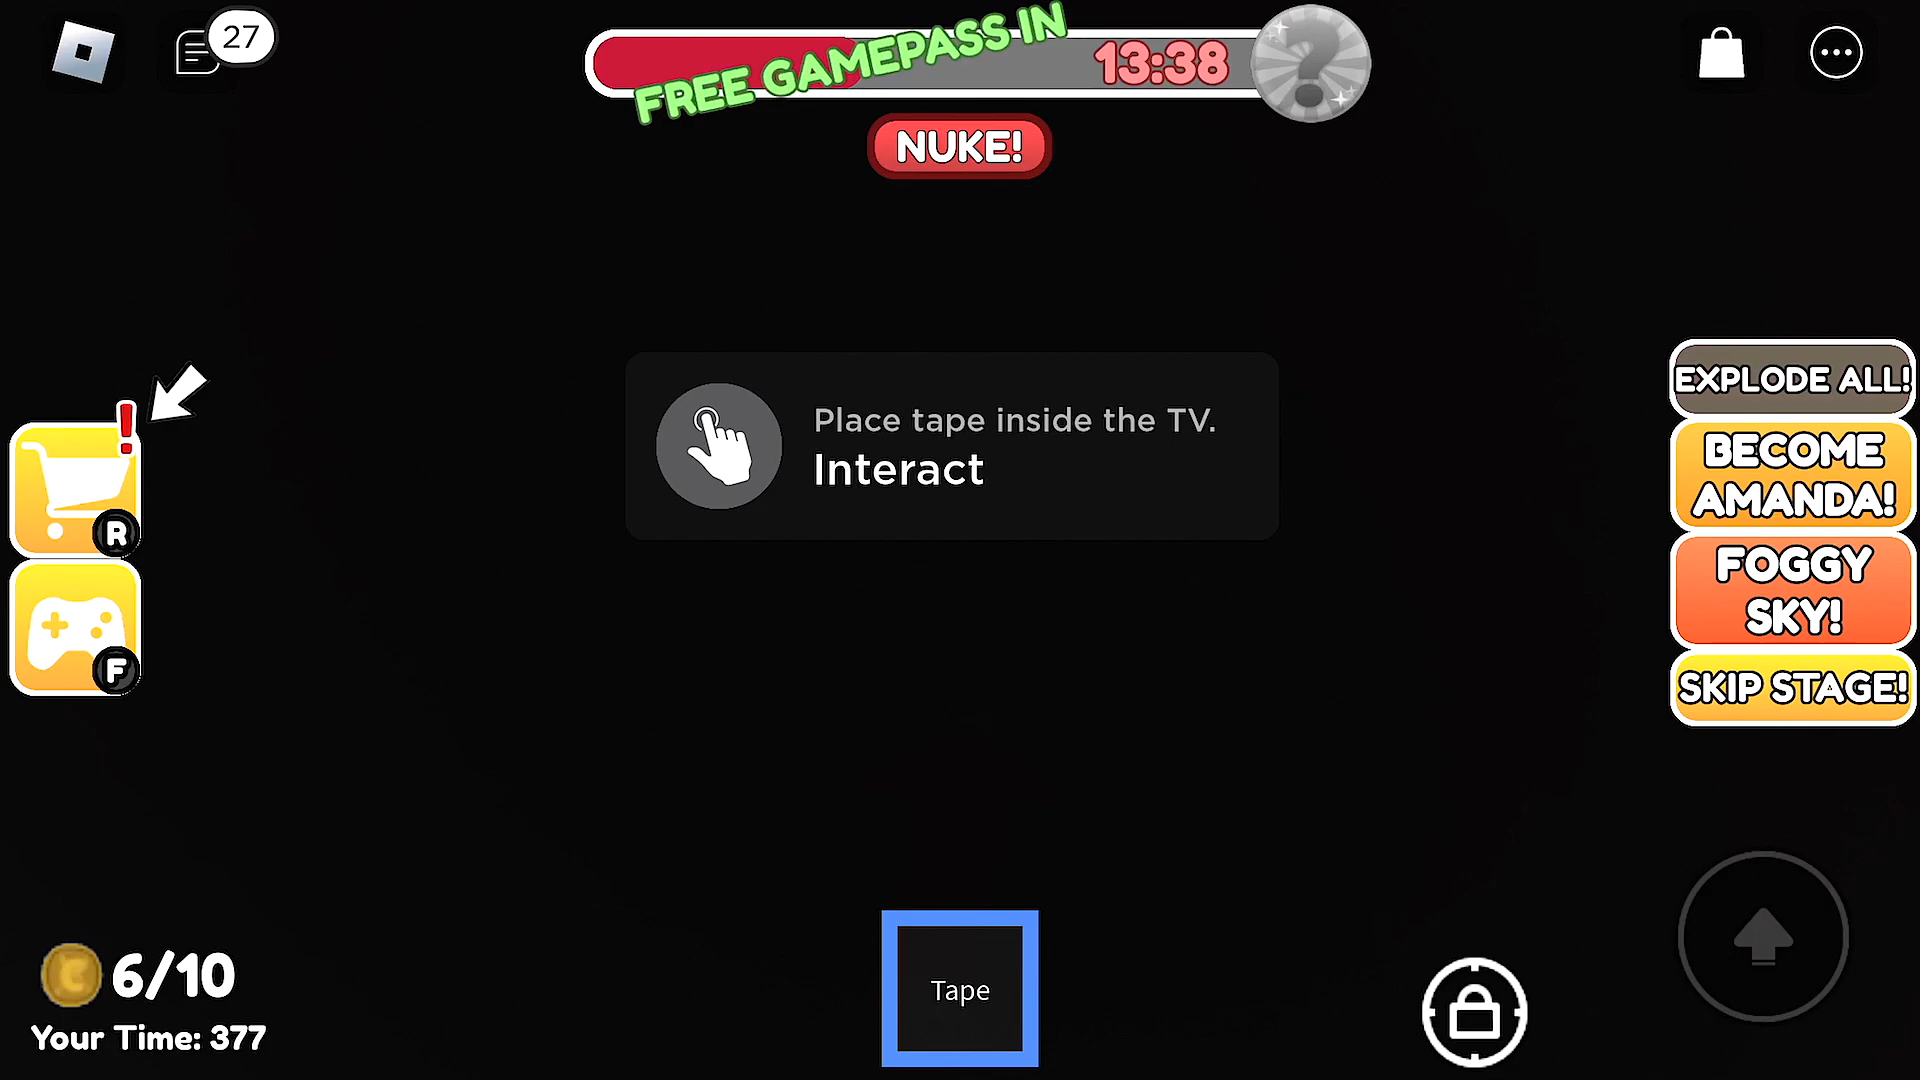 27
FREE GAMEPASS IN
13:38
?
NUKE!
Place tape inside the TV.
Interact
!
R
F
EXPLODE ALL!
BECOME
AMANDA!
FOGGY
SKY!
SKIP STAGE!
C 6/10
Your Time: 377
Tape